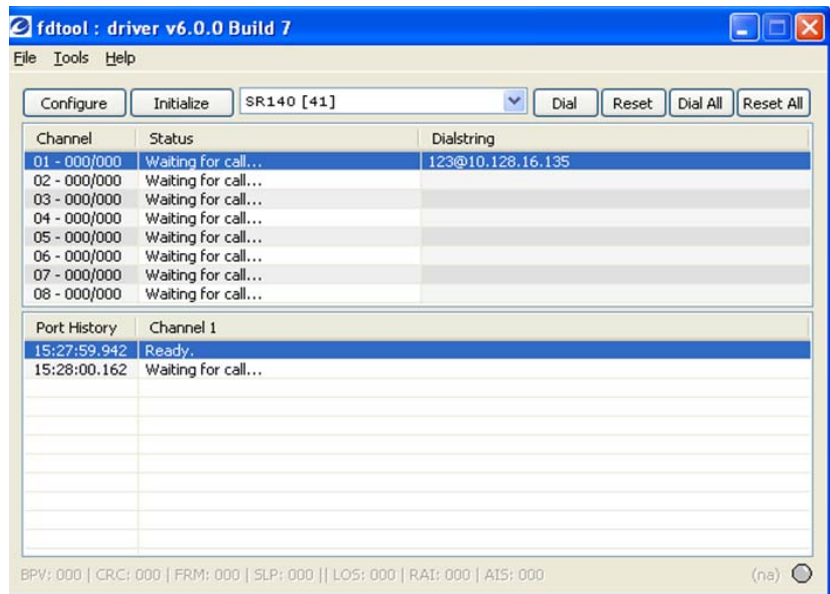 fdtool : driver v6.0.0 Build 7
File Tools Help
Configure Initialize SR140 [41] Dial Reset Dial All Reset All
Channel Status Dialstring
01 - 000/000 Waiting for call... 123@10.128.16.135
02 - 000/000 Waiting for call...
03 - 000/000 Waiting for call...
04 - 000/000 Waiting for call...
05 - 000/000 Waiting for call...
06 - 000/000 Waiting for call...
07 - 000/000 Waiting for call...
08 - 000/000 Waiting for call...
Port History Channel 1
15:27:59.942 Ready.
15:28:00.162 Waiting for call...
BPV: 000 | CRC: 000 | FRM: 000 | SLP: 000 || LOS: 000 | RAI: 000 | AIS: 000 (na)